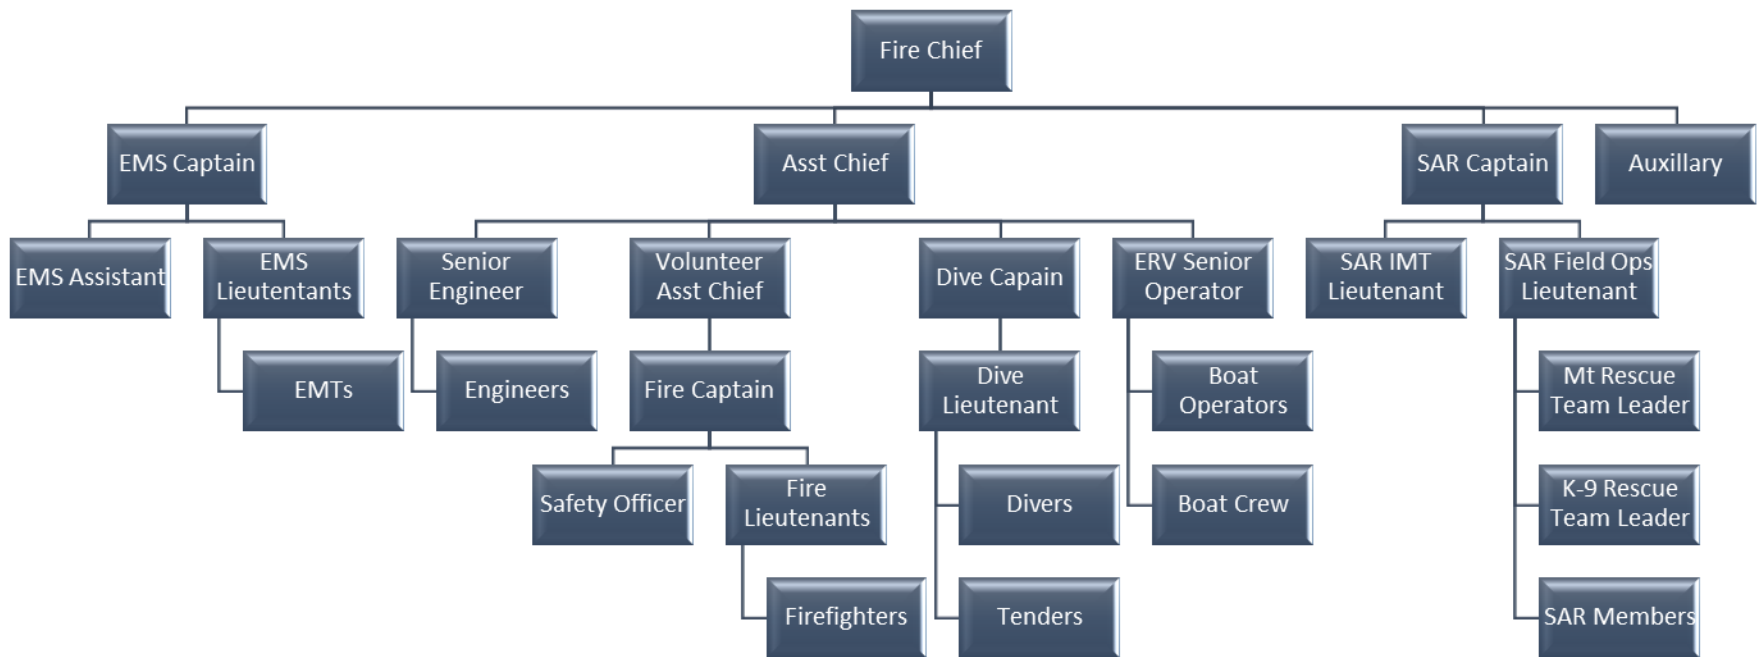 Fire Chief
EMS Captain
Asst Chief
SAR Captain
Auxillary
EMS Assistant
EMS
Lieutentants
Senior
Engineer
Volunteer
Asst Chief
Dive Capain
ERV Senior
Operator
SAR IMT
Lieutenant
SAR Field Ops
Lieutenant
EMTs
Engineers
Fire Captain
Dive
Lieutenant
Boat
Operators
Mt Rescue
Team Leader
Safety Officer
Fire
Lieutenants
Divers
Boat Crew
K-9 Rescue
Team Leader
Firefighters
Tenders
SAR Members